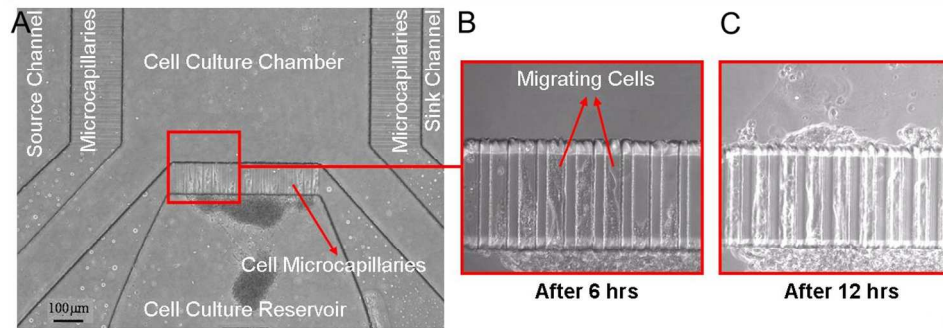 A
B
C
Source Channel
Microcapillaries
Cell Culture Chamber
Microcapillaries
Sink Channel
Migrating Cells
Cell Microcapillaries
Cell Culture Reservoir
100µm
After 6 hrs
After 12 hrs